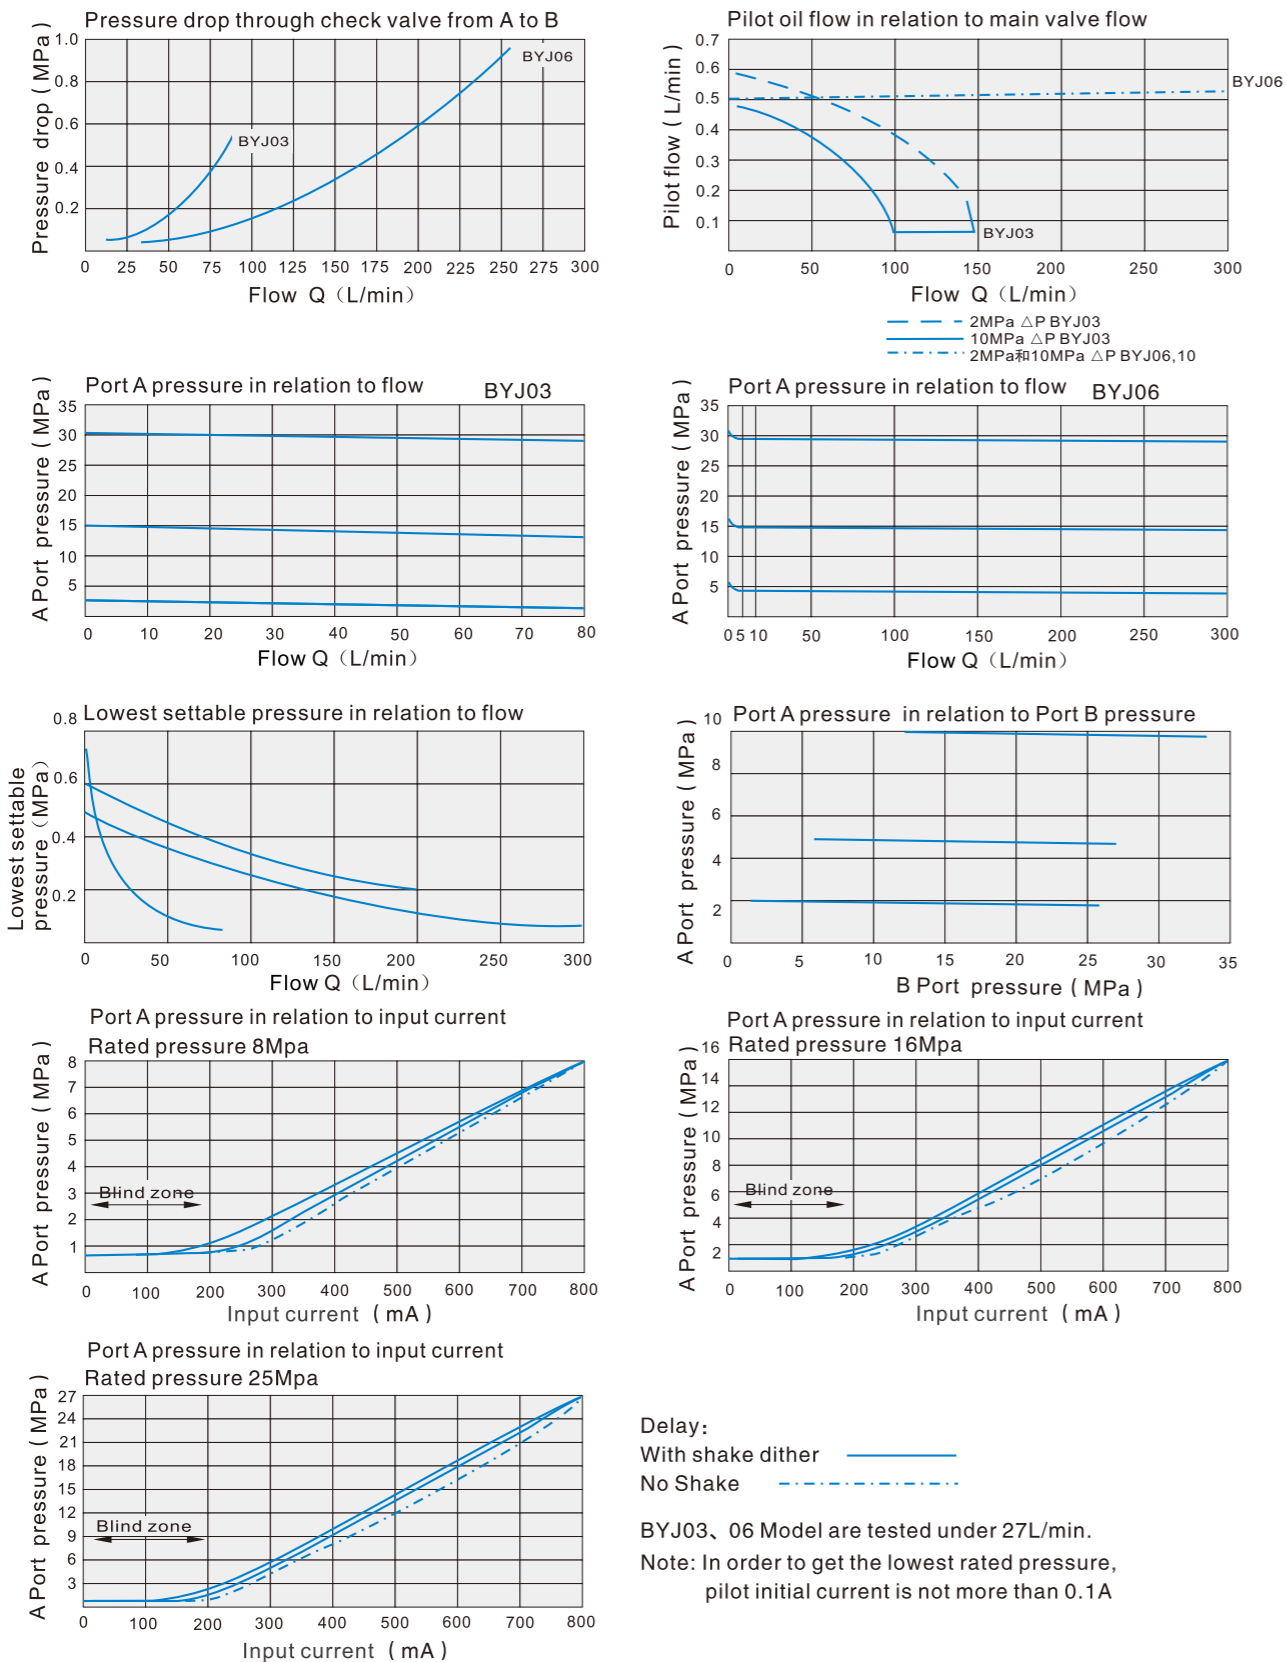 Pressure drop through check valve from A to B
Pressure drop (MPa)
1.0
0.8
0.6
0.4
0.2
BYJ06
BYJ03
0 25 50 75 100 125 125 175 200 225 250 275 300
Flow Q (L/min)
Pilot oil flow in relation to main valve flow
Pilot flow (L/min)
0.7
0.6
0.5
0.4
0.3
0.2
0.1
BYJ06
BYJ03
0 50 100 150 200 250 300
Flow Q (L/min)
2MPa △P BYJ03
10MPa △P BYJ03
2MPa和10MPa △P BYJ06,10
Port A pressure in relation to flow BYJ03
A Port pressure (MPa)
35
30
25
20
15
10
5
0 10 20 30 40 50 60 70 80
Flow Q (L/min)
Port A pressure in relation to flow BYJ06
A Port pressure (MPa)
35
30
25
20
15
10
5
0 5 10 50 100 150 200 250 300
Flow Q (L/min)
Lowest settable pressure in relation to flow
Lowest settable
pressure (MPa)
0.8
0.6
0.4
0.2
0 50 100 150 200 250 300
Flow Q (L/min)
Port A pressure in relation to Port B pressure
A Port pressure (MPa)
10
8
6
4
2
0 5 10 15 20 25 30 35
B Port pressure (MPa)
Port A pressure in relation to input current
Rated pressure 8Mpa
A Port pressure (MPa)
8
7
6
5
4
3
2
1
Blind zone
0 100 200 300 400 500 600 700 800
Input current (mA)
Port A pressure in relation to input current
Rated pressure 16Mpa
A Port pressure (MPa)
16
14
12
10
8
6
4
2
Blind zone
0 100 200 300 400 500 600 700 800
Input current (mA)
Port A pressure in relation to input current
Rated pressure 25Mpa
A Port pressure (MPa)
27
24
21
18
15
12
9
6
3
Blind zone
0 100 200 300 400 500 600 700 800
Input current (mA)
Delay:
With shake dither
No Shake
BYJ03、06 Model are tested under 27L/min.
Note: In order to get the lowest rated pressure,
pilot initial current is not more than 0.1A